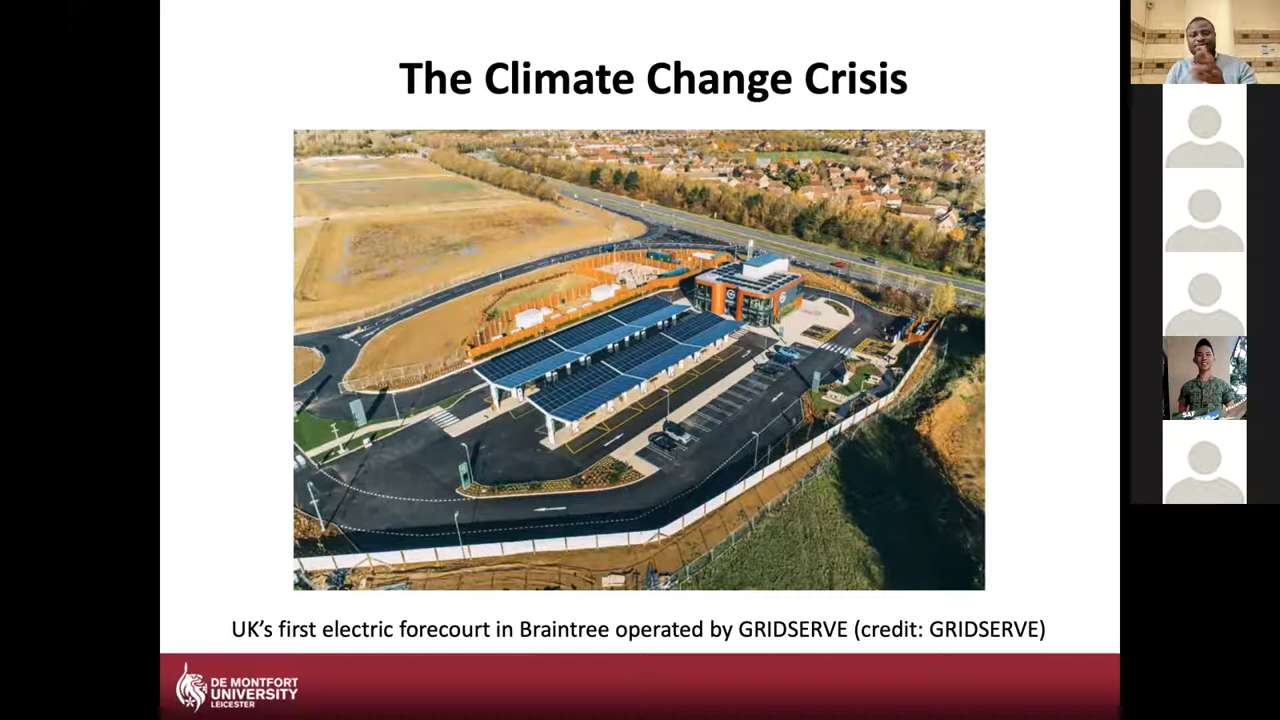 The Climate Change Crisis
UK's first electric forecourt in Braintree operated by GRIDSERVE (credit: GRIDSERVE)
DE MONTFORT
UNIVERSITY
LEICESTER
SAF